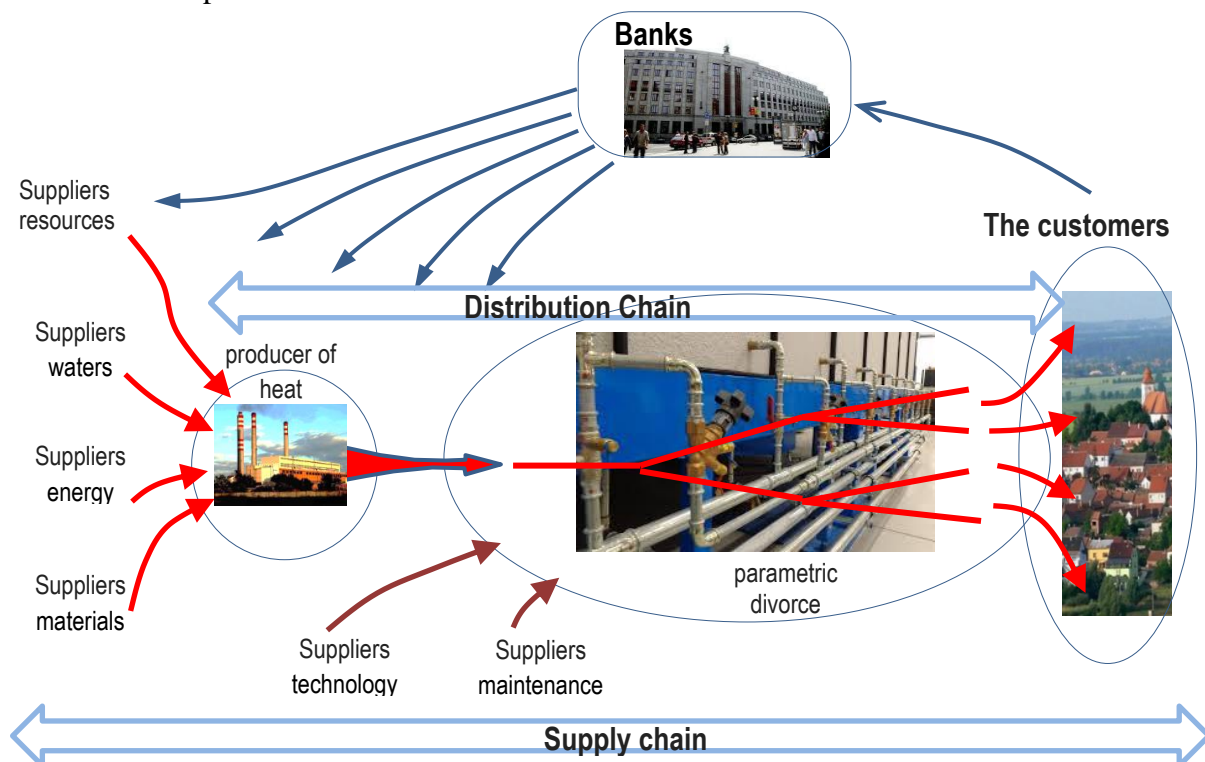 Banks
Suppliers
resources
The customers
Distribution Chain
Suppliers
waters
producer of
heat
Suppliers
energy
Suppliers
materials
parametric
divorce
Suppliers
technology
Suppliers
maintenance
Supply chain